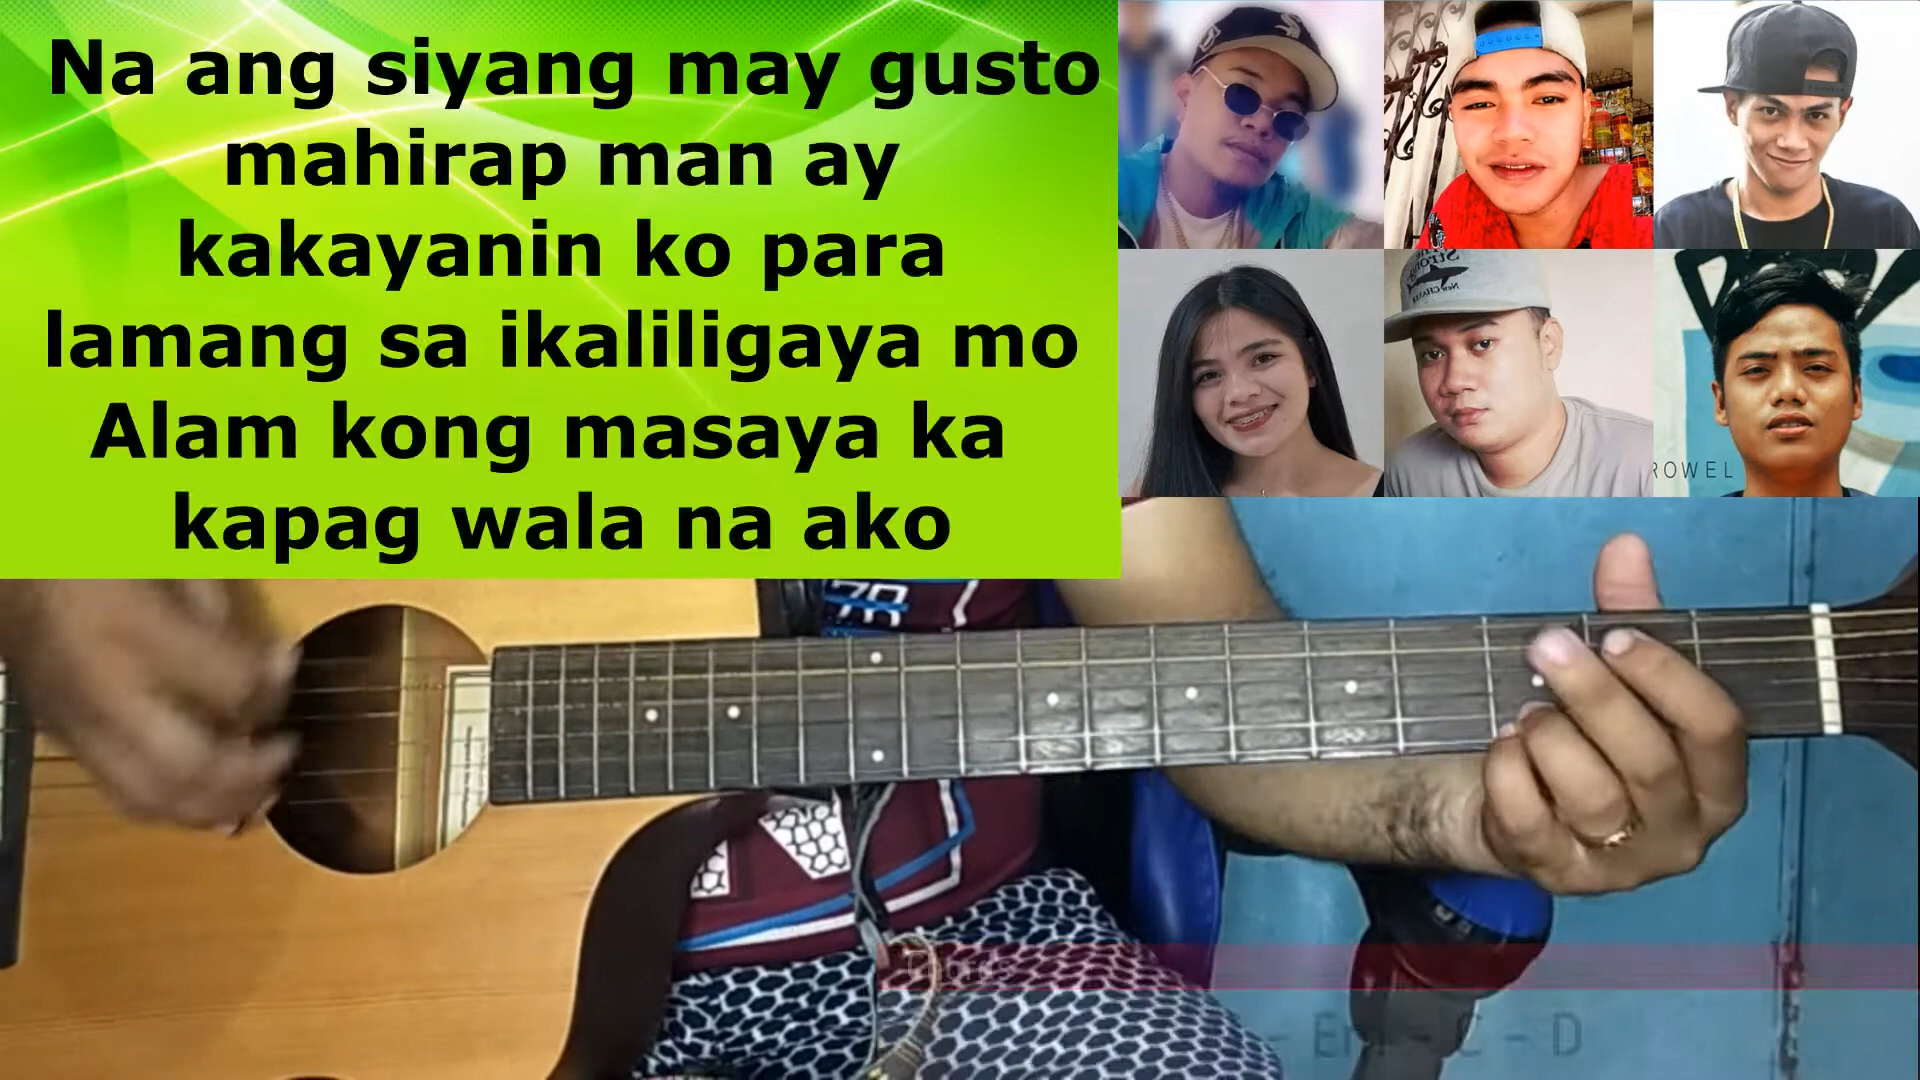 Na ang siyang may gusto
mahirap man ay
kakayanin ko para
lamang sa ikaliligaya mo
Alam kong masaya ka
kapag wala na ako
ROWEL
Chords
- Em - C - D